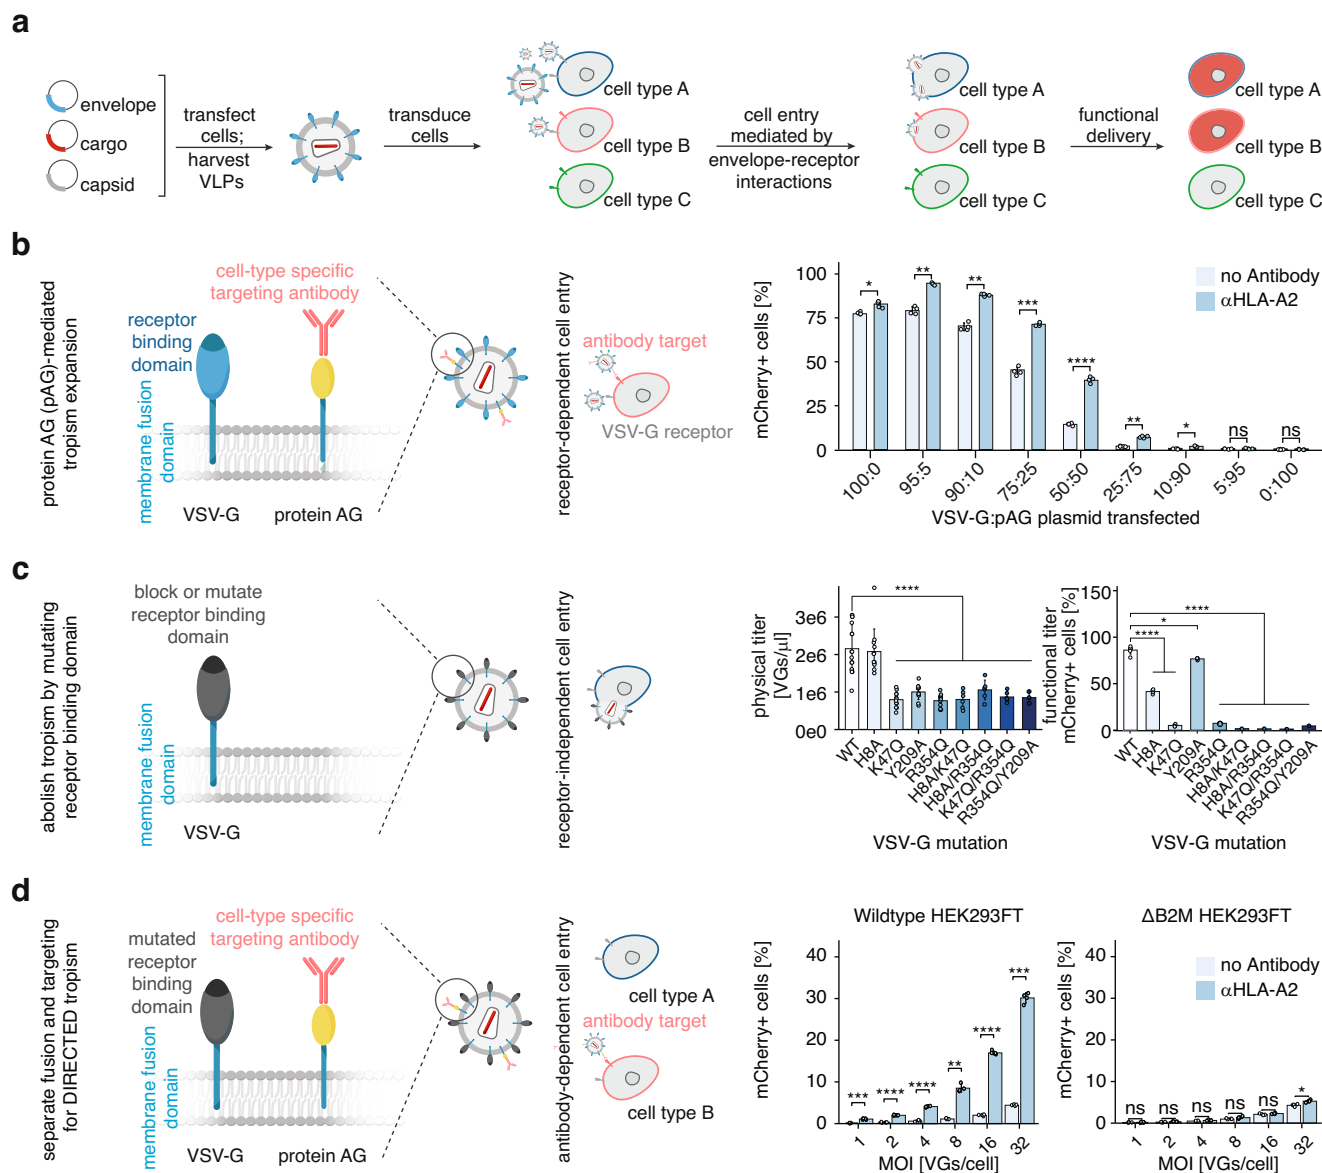 a
envelope
cargo
capsid
transfect
cells;
harvest
VLPs
transduce
cells
cell type A
cell type B
cell type C
cell entry
mediated by
envelope-receptor
interactions
cell type A
cell type B
cell type C
functional
delivery
cell type A
cell type B
cell type C
b
protein AG (pAG)-mediated
tropism expansion
cell-type specific
targeting antibody
receptor
binding
domain
membrane fusion
domain
VSV-G
protein AG
receptor-dependent cell entry
antibody target
VSV-G receptor
mCherry+ cells [%]
100
75
50
25
0
* ** ** *** **** ** * ns ns
no Antibody
αHLA-A2
100:0
95:5
90:10
75:25
50:50
25:75
10:90
5:95
0:100
VSV-G:pAG plasmid transfected
c
abolish tropism by mutating
receptor binding domain
block or mutate
receptor binding
domain
membrane fusion
domain
VSV-G
receptor-independent cell entry
physical titer
[VGs/µl]
3e6
2e6
1e6
0e0
****
WT
H8A
K47Q
Y209A
R354Q
H8A/K47Q
H8A/R354Q
K47Q/R354Q
R354Q/Y209A
VSV-G mutation
functional titer
mCherry+ cells [%]
150
100
50
0
****
*
****
WT
H8A
K47Q
Y209A
R354Q
H8A/K47Q
H8A/R354Q
K47Q/R354Q
R354Q/Y209A
VSV-G mutation
d
separate fusion and targeting
for DIRECTED tropism
cell-type specific
targeting antibody
mutated
receptor
binding
domain
membrane fusion
domain
VSV-G
protein AG
antibody-dependent cell entry
cell type A
antibody target
cell type B
Wildtype HEK293FT
mCherry+ cells [%]
40
30
20
10
0
*** **** **** ** **** ***
1 2 4 8 16 32
MOI [VGs/cell]
ΔB2M HEK293FT
mCherry+ cells [%]
40
30
20
10
0
no Antibody
αHLA-A2
ns ns ns ns ns *
1 2 4 8 16 32
MOI [VGs/cell]